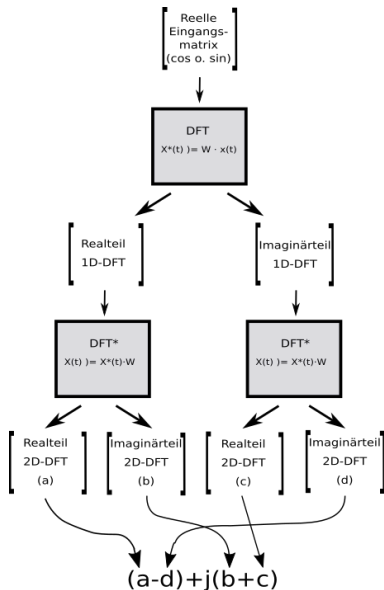 Reelle
Eingangs-
matrix
(cos o. sin)
DFT
X*(t) )= W · x(t)
Realteil
1D-DFT
Imaginärteil
1D-DFT
DFT*
X(t) )= X*(t)·W
DFT*
X(t) )= X*(t)·W
Realteil
2D-DFT
(a)
Imaginärteil
2D-DFT
(b)
Realteil
2D-DFT
(c)
Imaginärteil
2D-DFT
(d)
(a-d)+j(b+c)